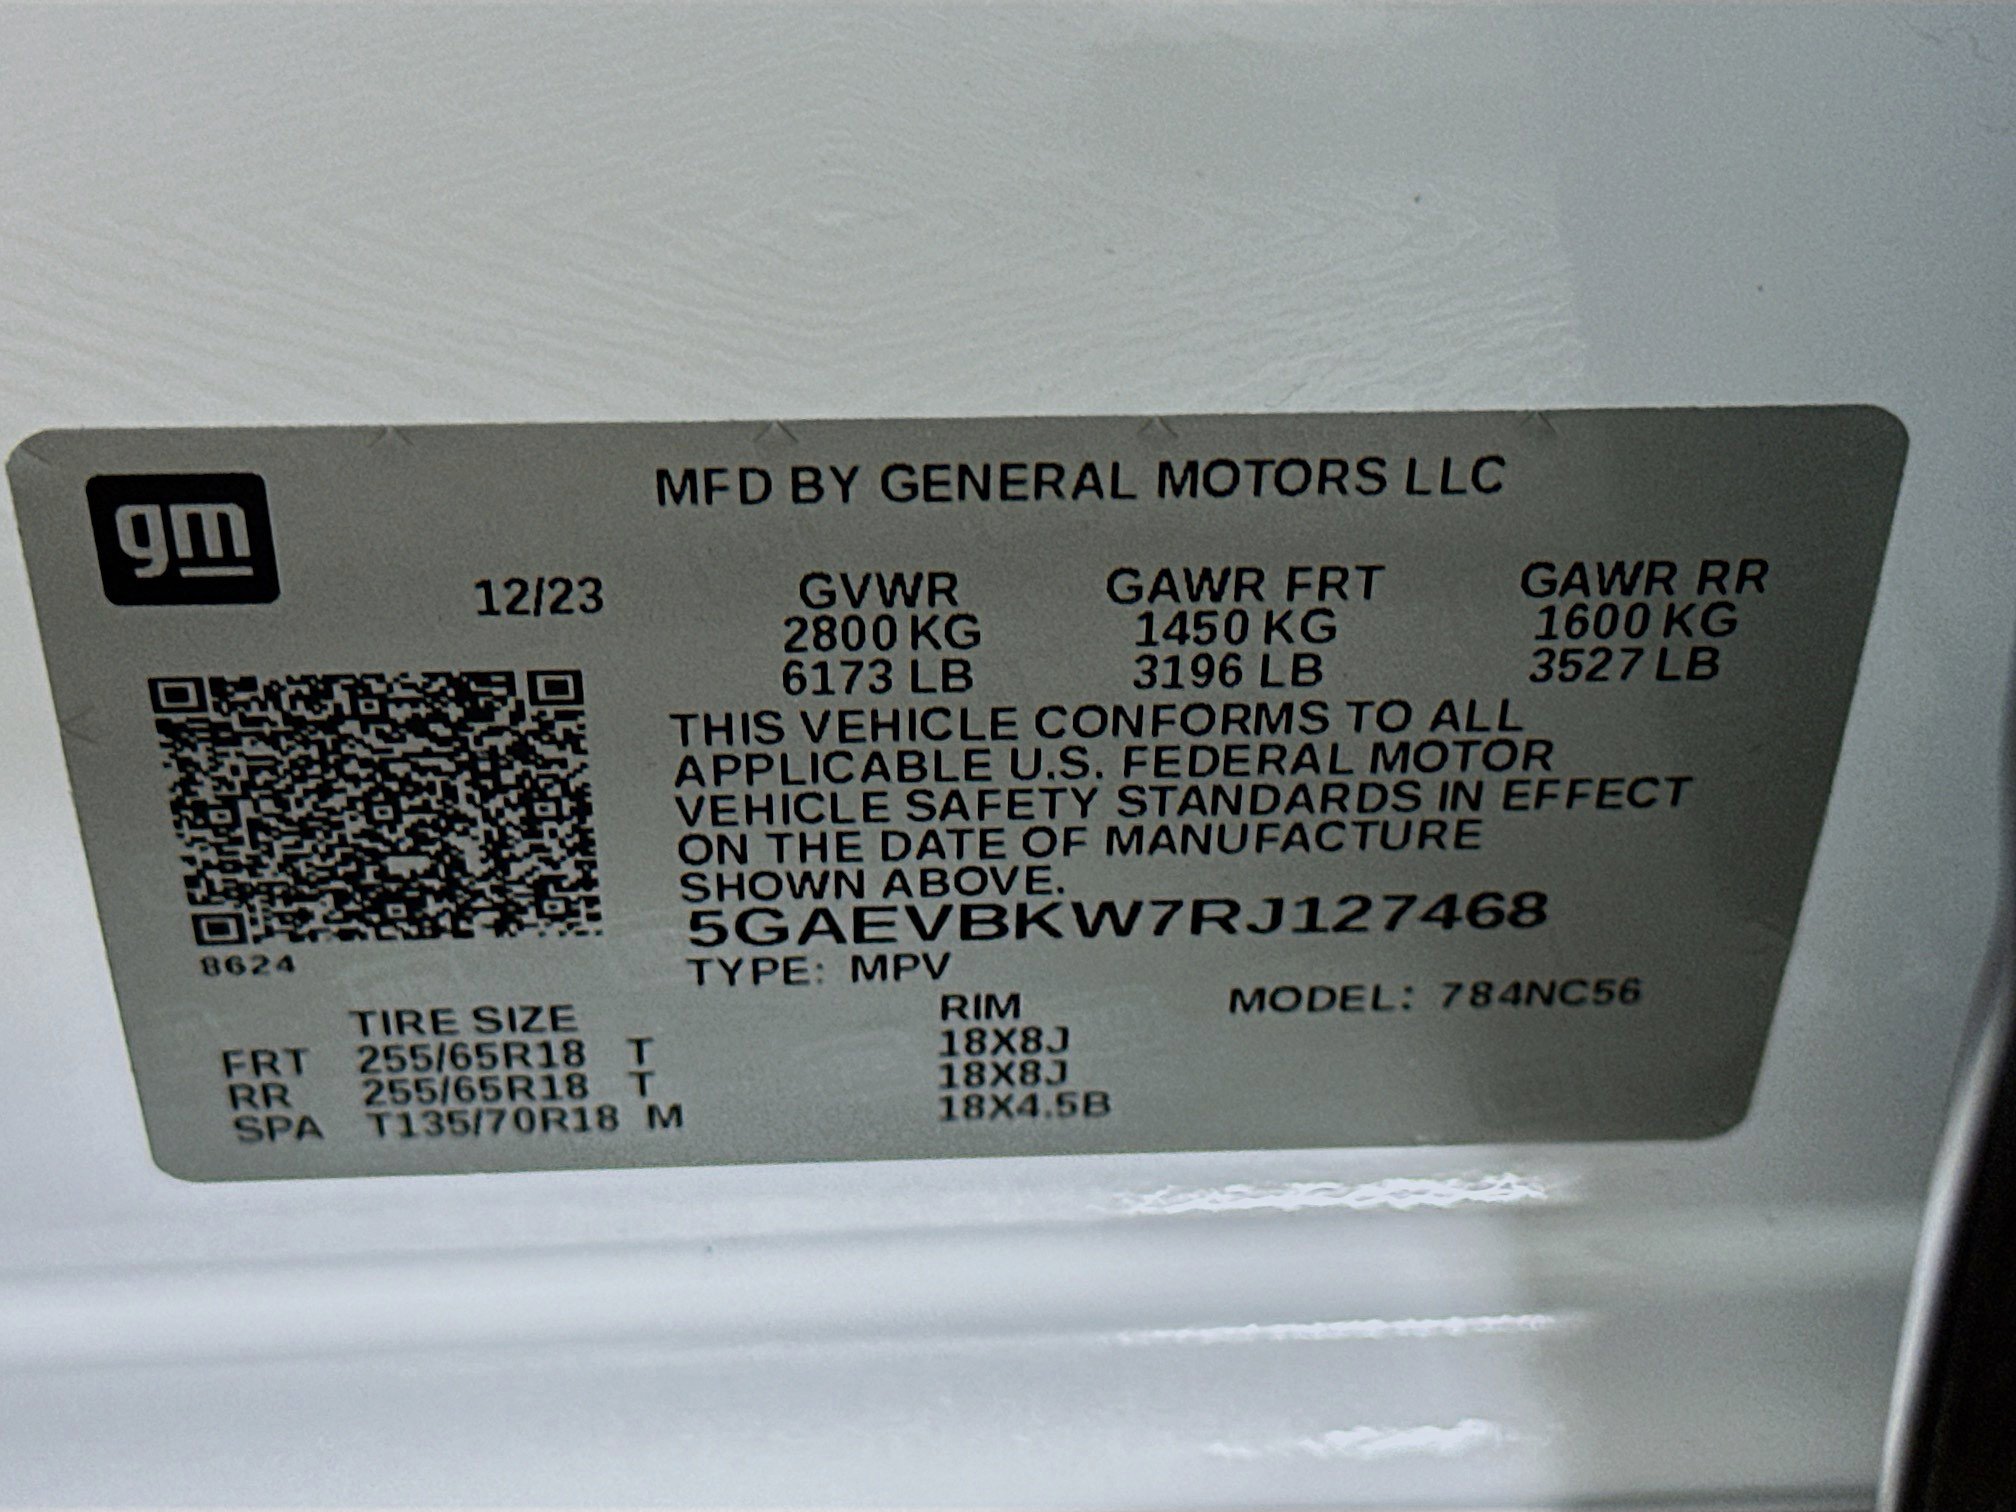 gm
MFD BY GENERAL MOTORS LLC
12/23 GVWR GAWR FRT GAWR RR
2800 KG 1450 KG 1600 KG
6173 LB 3196 LB 3527 LB
THIS VEHICLE CONFORMS TO ALL
APPLICABLE U.S. FEDERAL MOTOR
VEHICLE SAFETY STANDARDS IN EFFECT
ON THE DATE OF MANUFACTURE
SHOWN ABOVE.
5GAEVBKW7RJ127468
8624
TYPE: MPV
MODEL: 784NC56
TIRE SIZE RIM
FRT 255/65R18 T 18X8J
RR 255/65R18 T 18X8J
SPA T135/70R18 M 18X4.5B